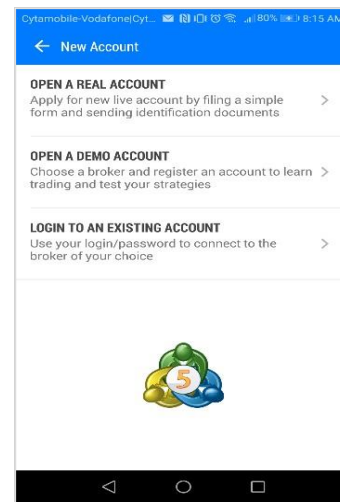 Cytamobile-Vodafone|Cyt... 80% 8:15 AM
New Account
OPEN A REAL ACCOUNT
Apply for new live account by filing a simple
form and sending identification documents
OPEN A DEMO ACCOUNT
Choose a broker and register an account to learn
trading and test your strategies
LOGIN TO AN EXISTING ACCOUNT
Use your login/password to connect to the
broker of your choice
5